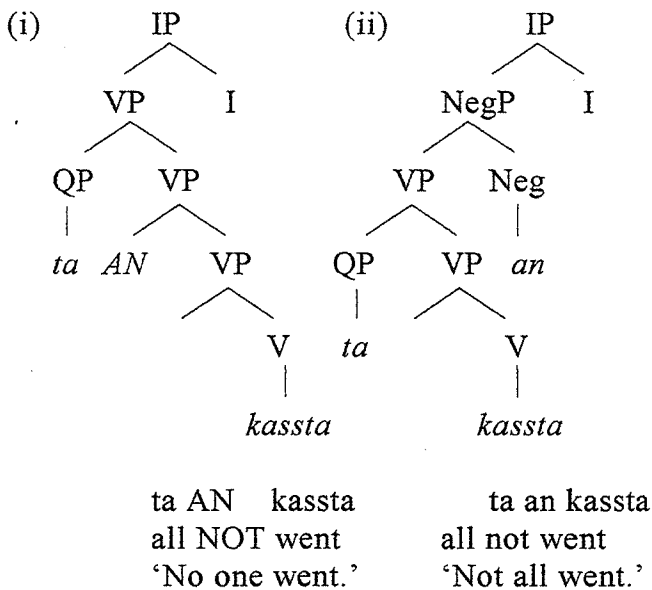 (i) IP (ii) IP
VP I NegP I
QP VP VP Neg
ta AN VP QP VP an
V ta V
kassta kassta
ta AN kassta ta an kassta
all NOT went all not went
‘No one went.’ ‘Not all went.’